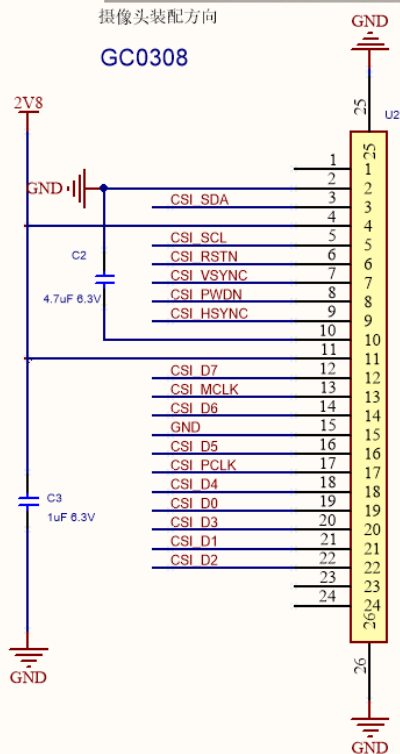 摄像头装配方向
GC0308
GND
2V8
25
U2
25
1 1
2 2
GND
CSI_SDA 3 3
4 4
CSI_SCL 5 5
CSI_RSTN 6 6
C2
CSI_VSYNC 7 7
4.7uF 6.3V
CSI_PWDN 8 8
CSI_HSYNC 9 9
10 10
11 11
CSI_D7 12 12
CSI_MCLK 13 13
CSI_D6 14 14
GND 15 15
CSI_D5 16 16
CSI_PCLK 17 17
CSI_D4 18 18
C3
1uF 6.3V
CSI_D0 19 19
CSI_D3 20 20
CSI_D1 21 21
CSI_D2 22 22
23 23
24 24
26
26
GND
GND